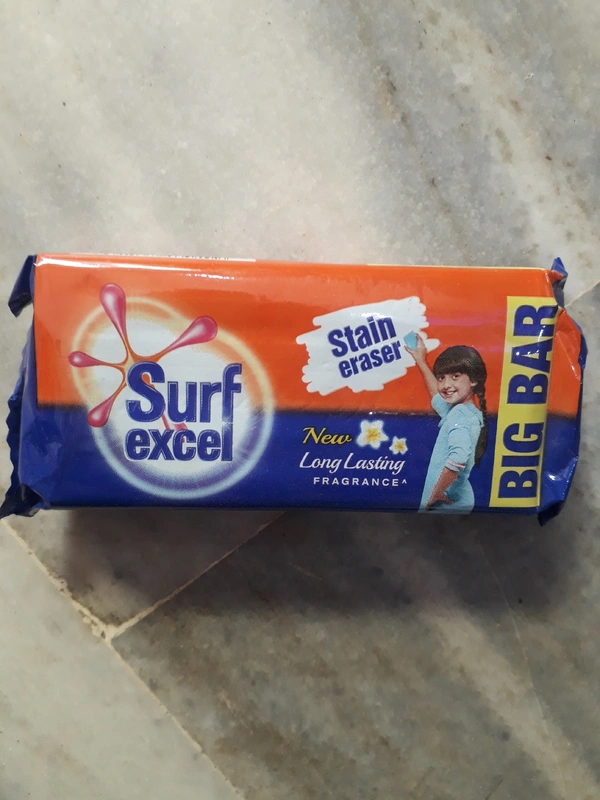 Surf
excel
Stain
eraser
New
Long Lasting
FRAGRANCE^
BIG BAR